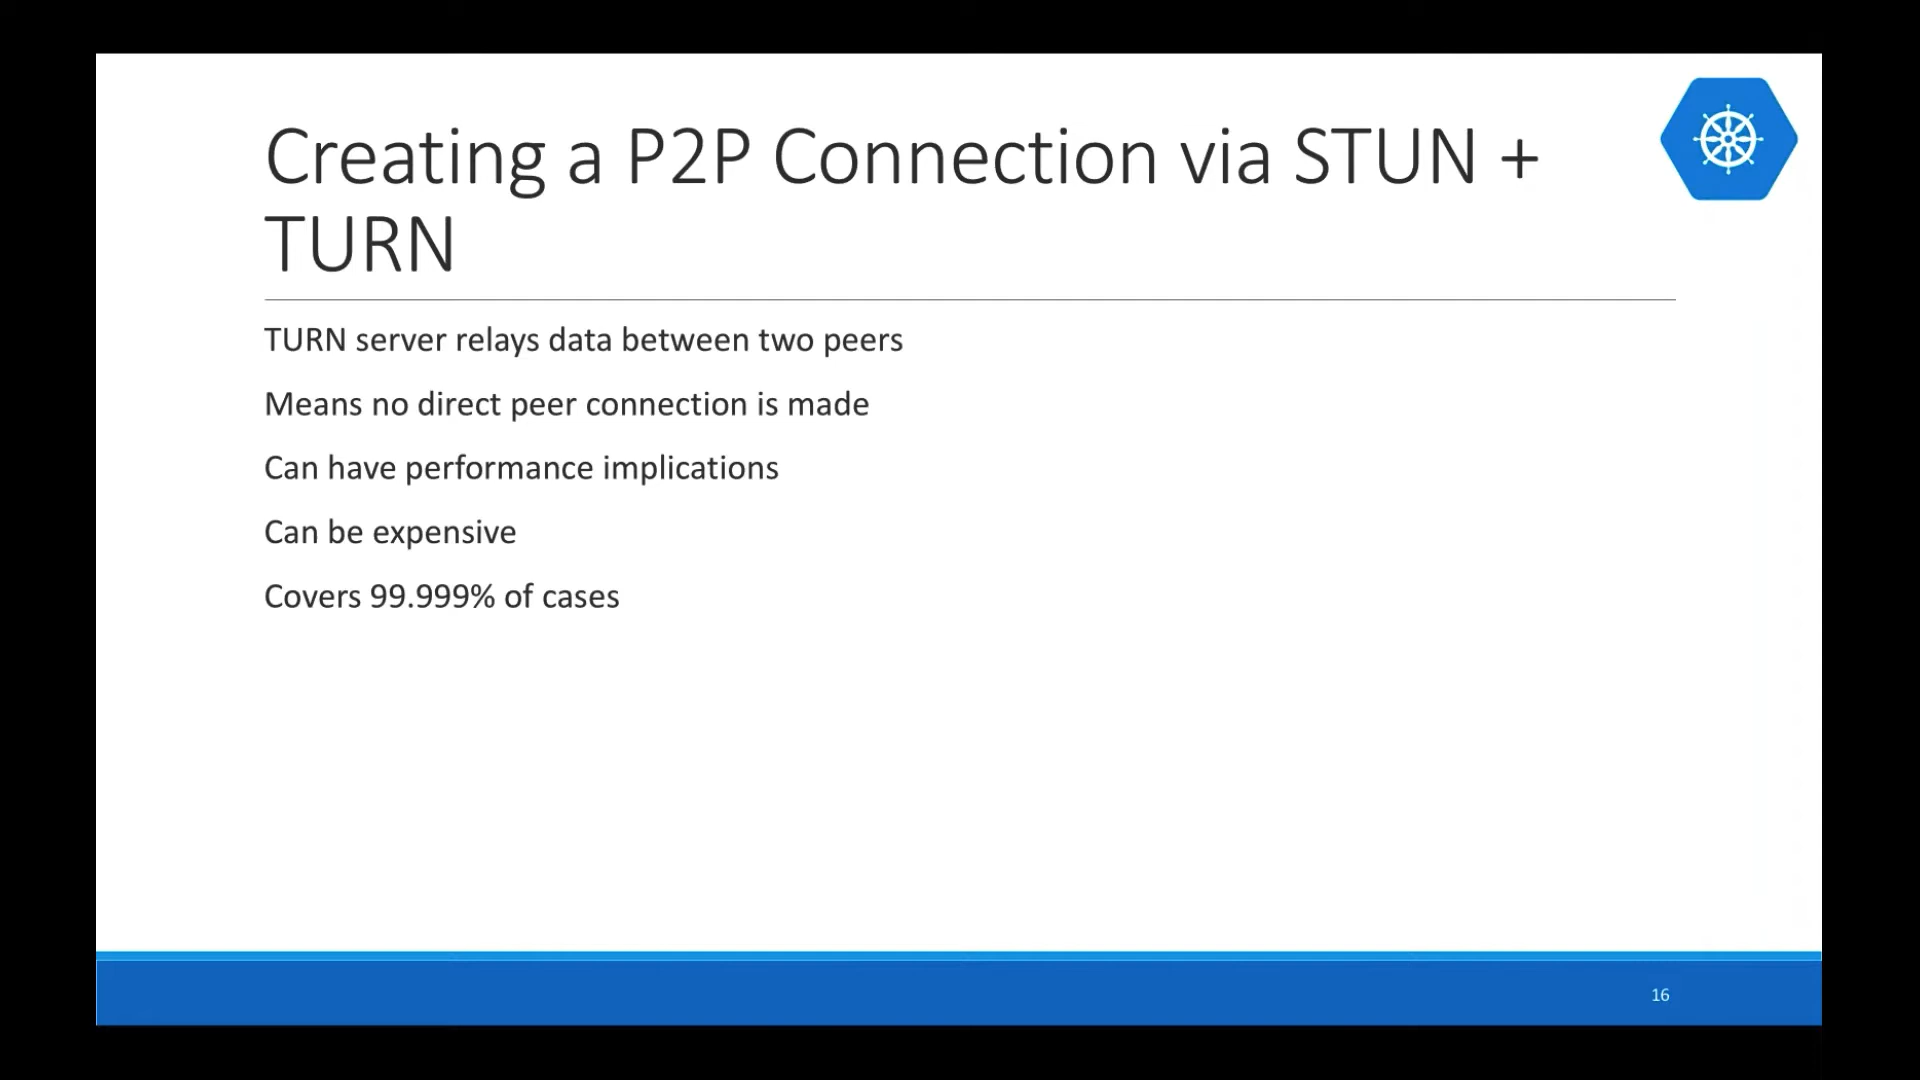 Creating a P2P Connection via STUN +
TURN
TURN server relays data between two peers
Means no direct peer connection is made
Can have performance implications
Can be expensive
Covers 99.999% of cases
16